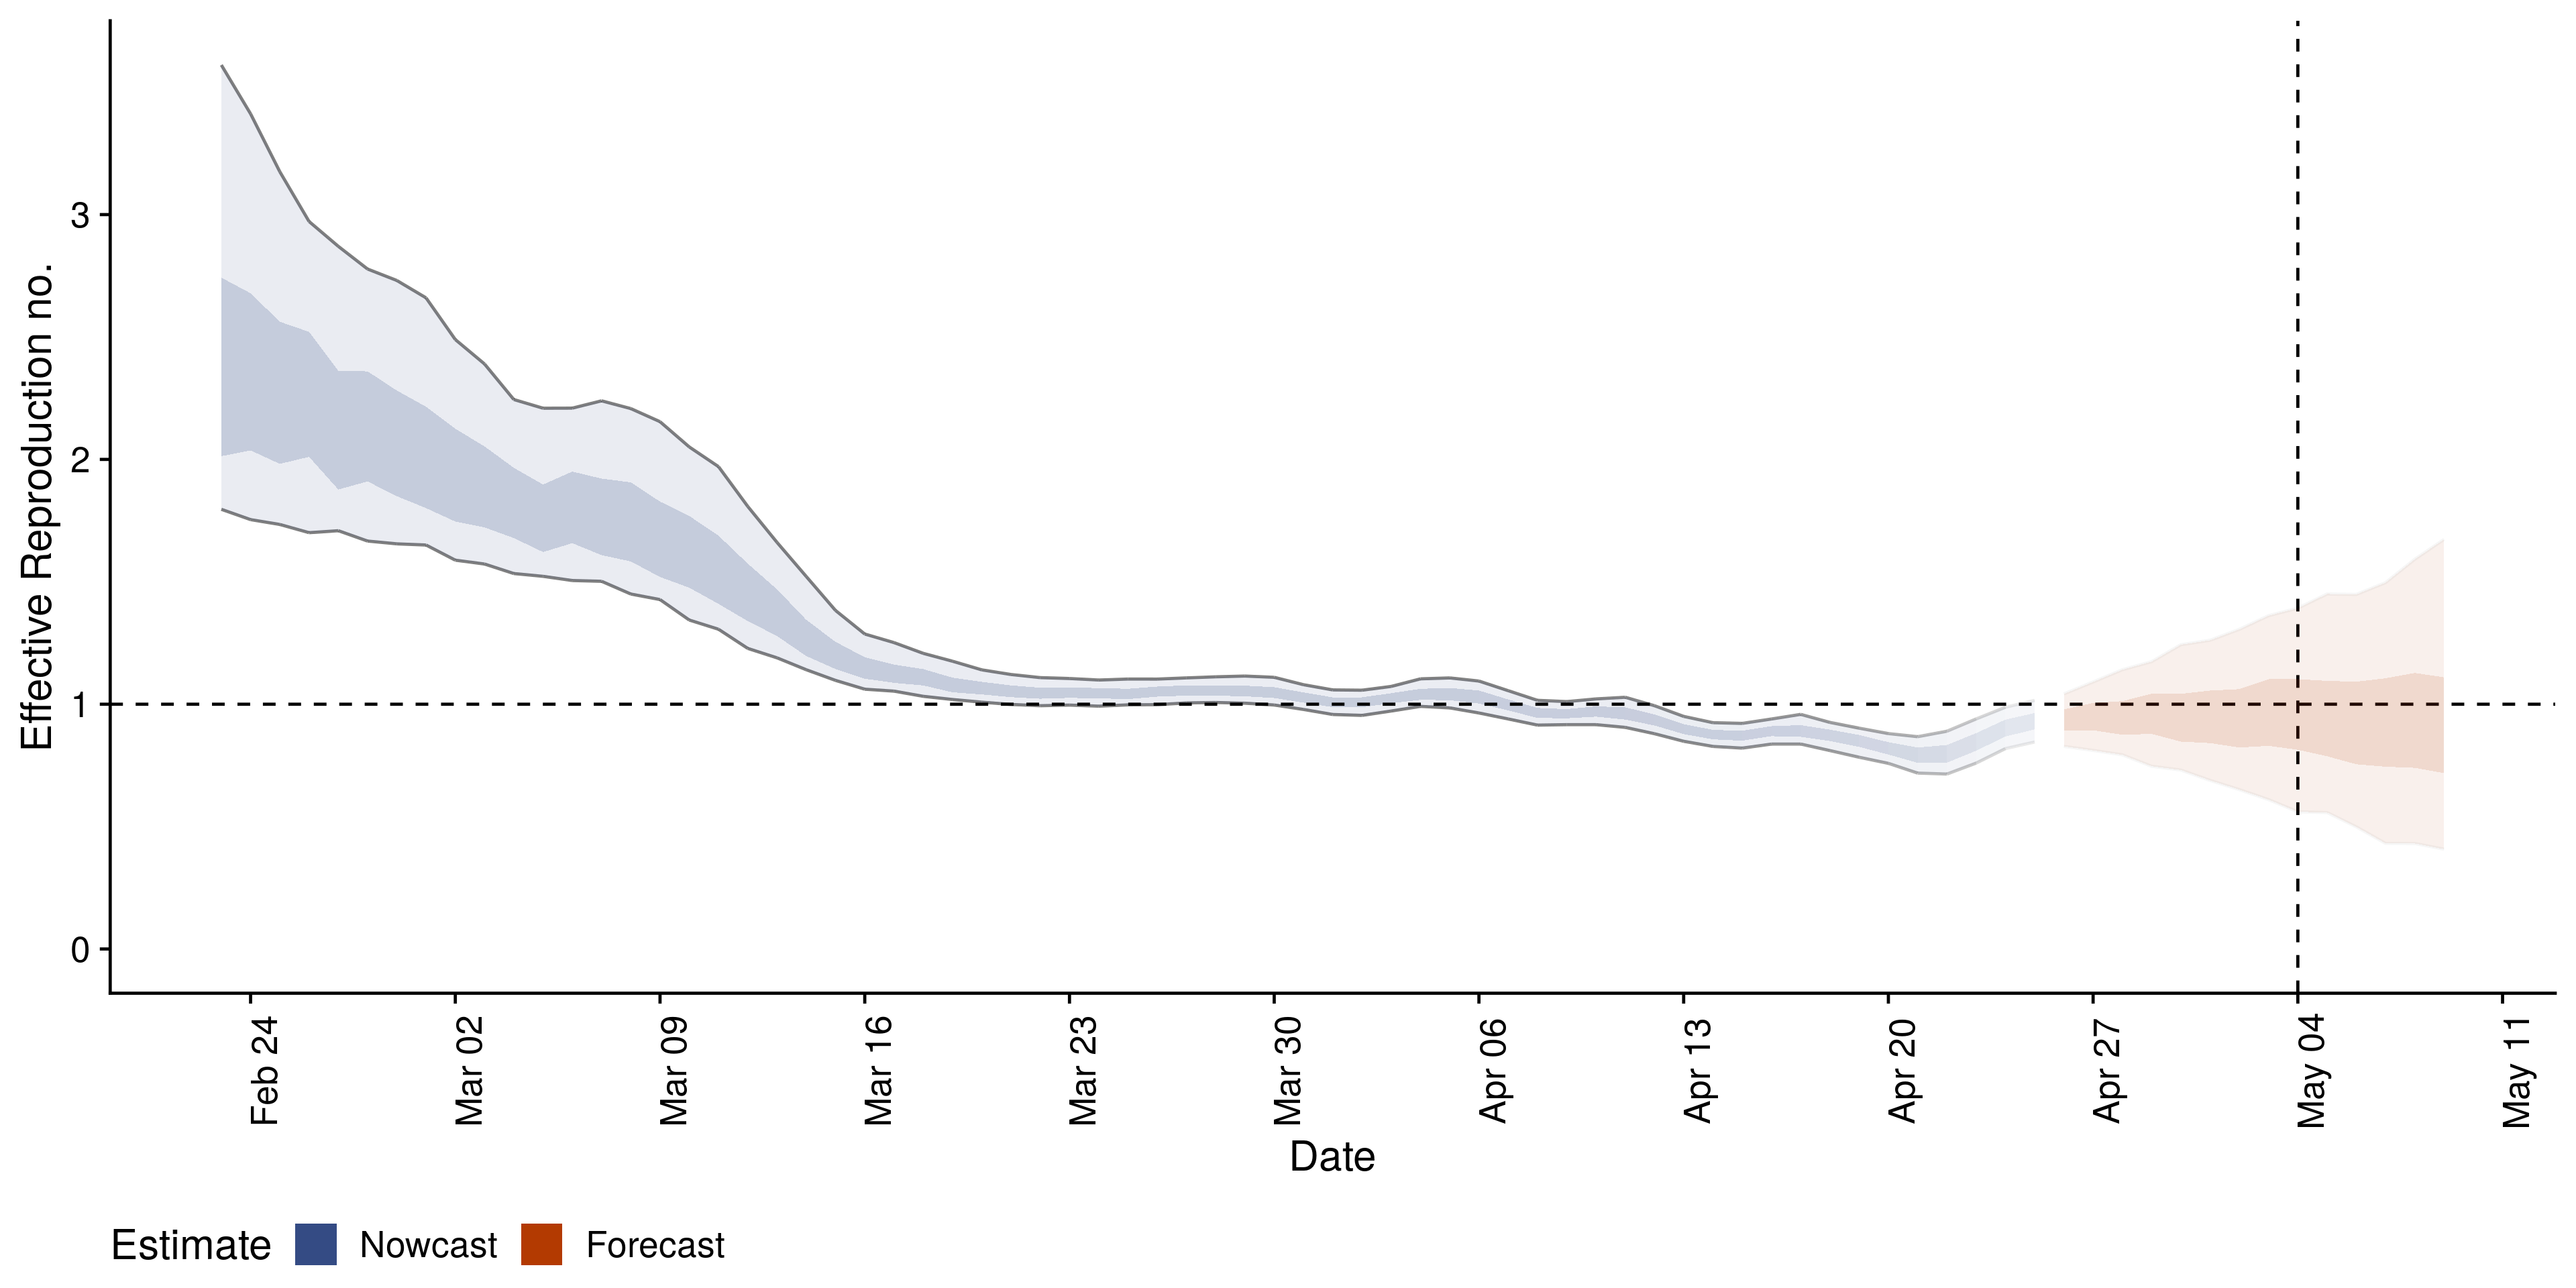 Effective Reproduction no.
3
2
1
0
Feb 24
Mar 02
Mar 09
Mar 16
Mar 23
Mar 30
Apr 06
Apr 13
Apr 20
Apr 27
May 04
May 11
Date
Estimate Nowcast Forecast